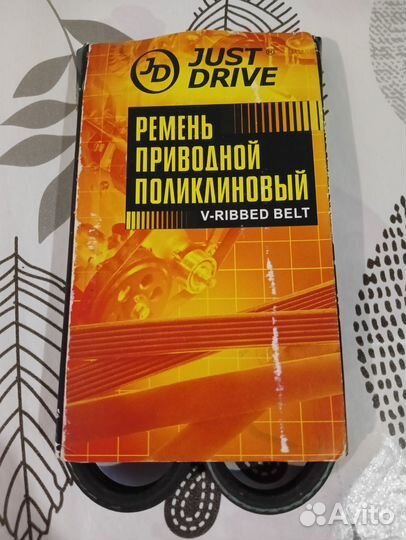 JD JUST
DRIVE
РЕМЕНЬ
ПРИВОДНОЙ
ПОЛИКЛИНОВЫЙ
V-RIBBED BELT
Avito